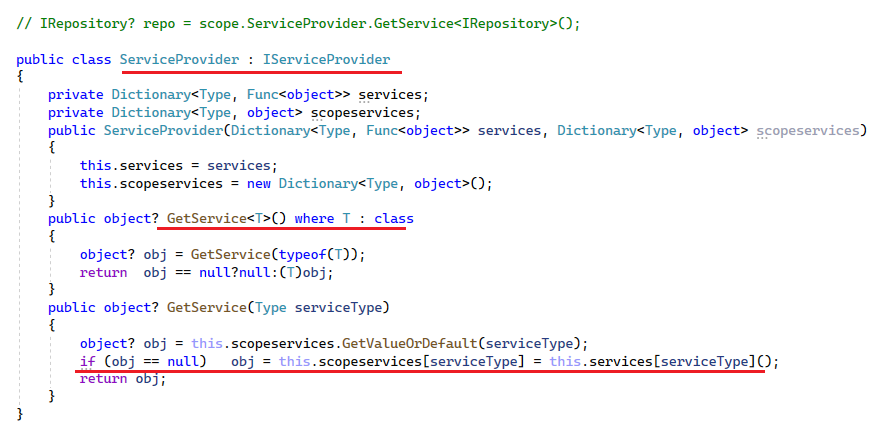 // IRepository? repo = scope.ServiceProvider.GetService<IRepository>();
public class ServiceProvider : IServiceProvider
{
private Dictionary<Type, Func<object>> services;
private Dictionary<Type, object> scopeservices;
public ServiceProvider(Dictionary<Type, Func<object>> services, Dictionary<Type, object> scopeservices)
{
this.services = services;
this.scopeservices = new Dictionary<Type, object>();
}
public object? GetService<T>() where T : class
{
object? obj = GetService(typeof(T));
return  obj == null?null:(T)obj;
}
public object? GetService(Type serviceType)
{
object? obj = this.scopeservices.GetValueOrDefault(serviceType);
if (obj == null)   obj = this.scopeservices[serviceType] = this.services[serviceType]();
return obj;
}
}